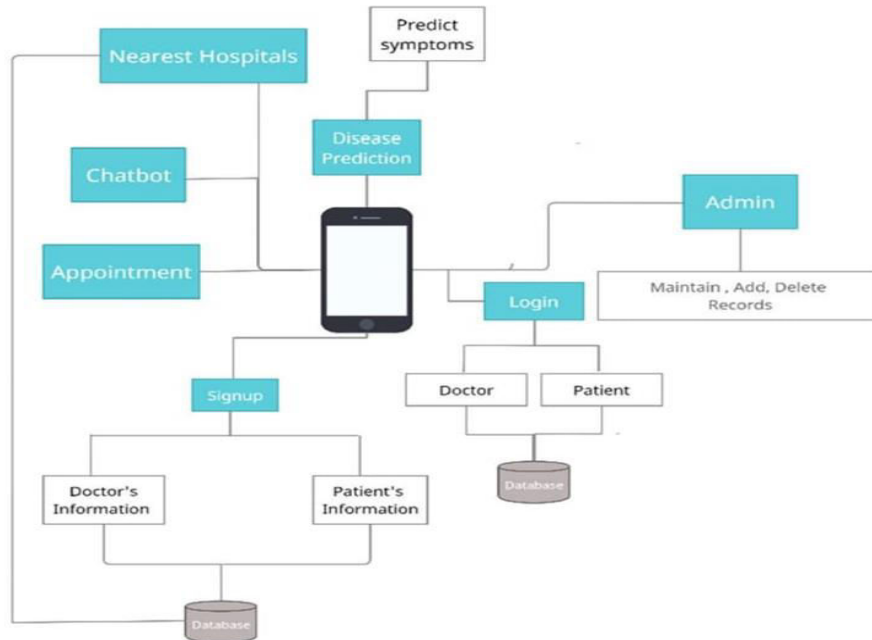 Predict
symptoms
Nearest Hospitals
Disease
Prediction
Chatbot
Admin
Appointment
Maintain , Add, Delete
Records
Login
Doctor
Patient
Signup
Database
Doctor's
Information
Patient's
Information
Database